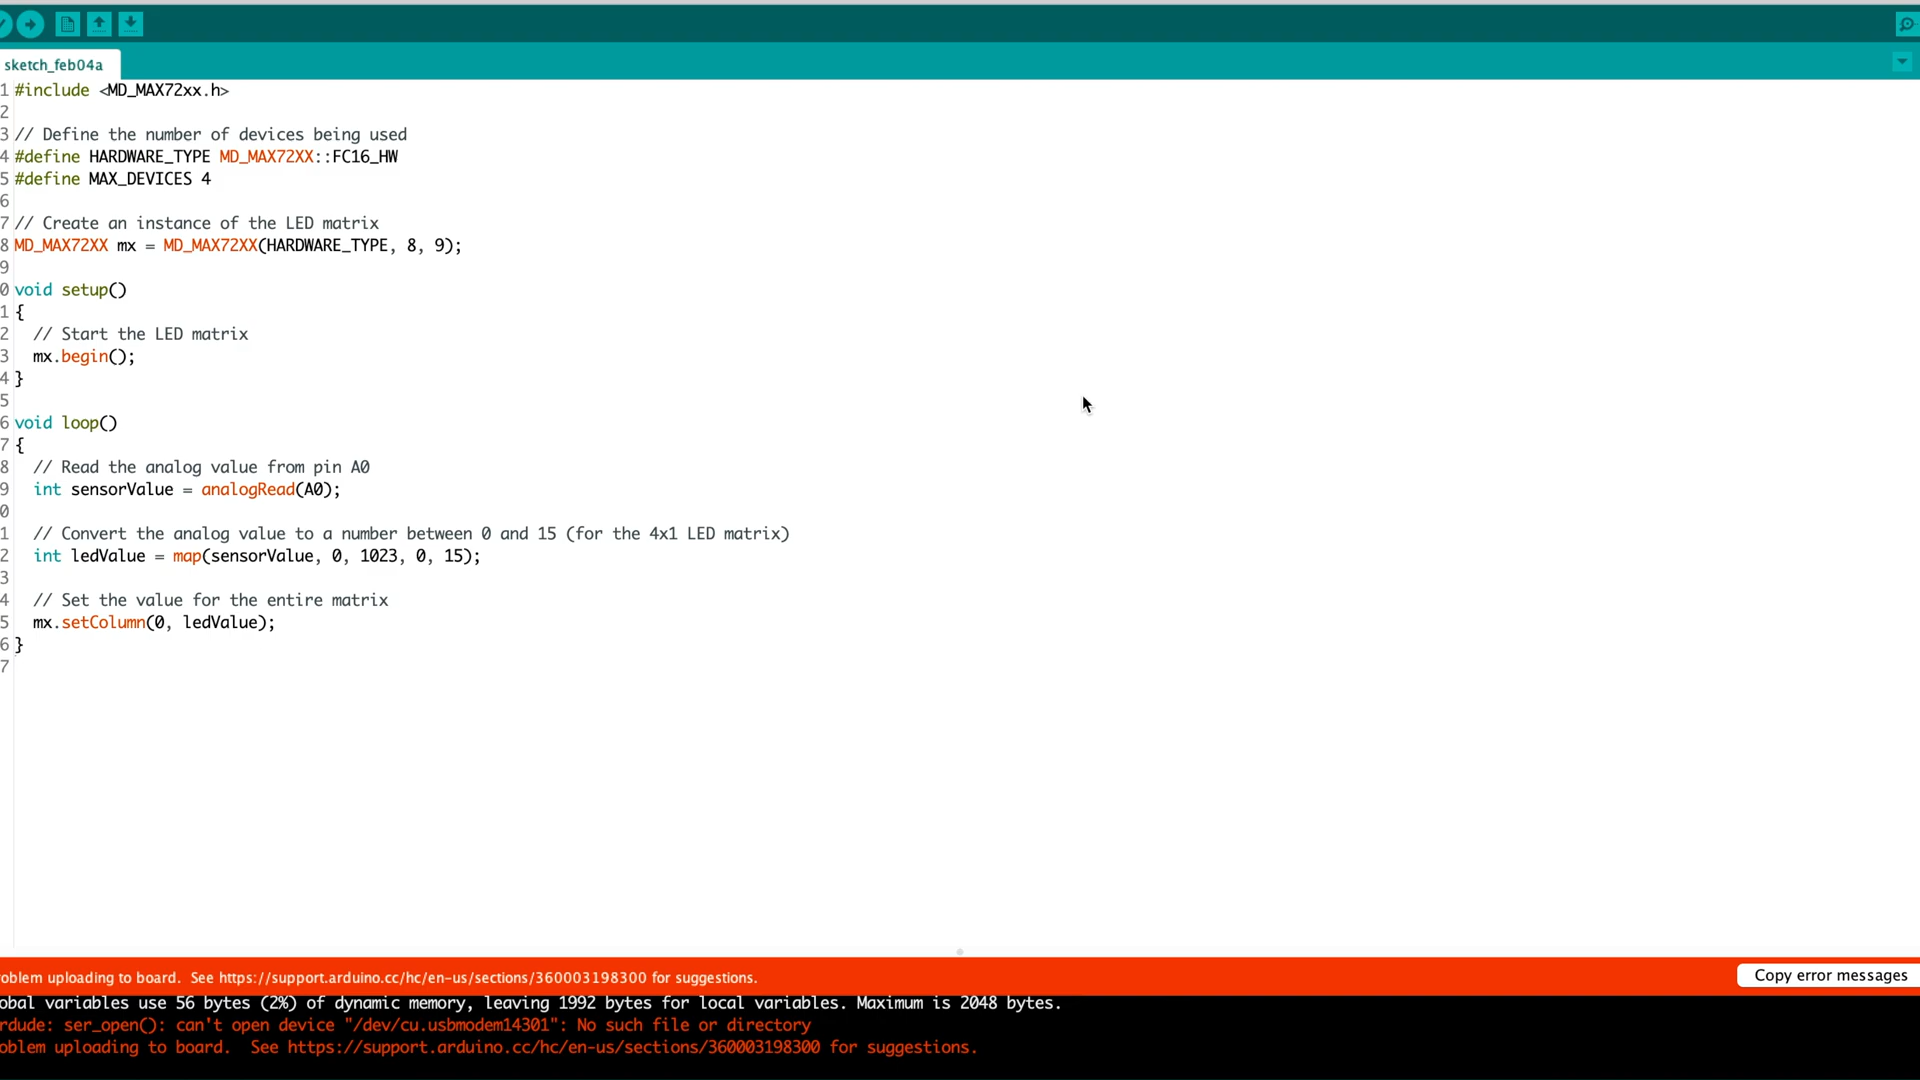 sketch_feb04a
1 #include <MD_MAX72xx.h>
2
3 // Define the number of devices being used
4 #define HARDWARE_TYPE MD_MAX72XX::FC16_HW
5 #define MAX_DEVICES 4
6
7 // Create an instance of the LED matrix
8 MD_MAX72XX mx = MD_MAX72XX(HARDWARE_TYPE, 8, 9);
9
0 void setup()
1 {
2   // Start the LED matrix
3   mx.begin();
4 }
5
6 void loop()
7 {
8   // Read the analog value from pin A0
9   int sensorValue = analogRead(A0);
0
1   // Convert the analog value to a number between 0 and 15 (for the 4x1 LED matrix)
2   int ledValue = map(sensorValue, 0, 1023, 0, 15);
3
4   // Set the value for the entire matrix
5   mx.setColumn(0, ledValue);
6 }
7
oblem uploading to board.  See https://support.arduino.cc/hc/en-us/sections/360003198300 for suggestions.
Copy error messages
obal variables use 56 bytes (2%) of dynamic memory, leaving 1992 bytes for local variables. Maximum is 2048 bytes.
rdude: ser_open(): can't open device "/dev/cu.usbmodem14301": No such file or directory
oblem uploading to board.  See https://support.arduino.cc/hc/en-us/sections/360003198300 for suggestions.